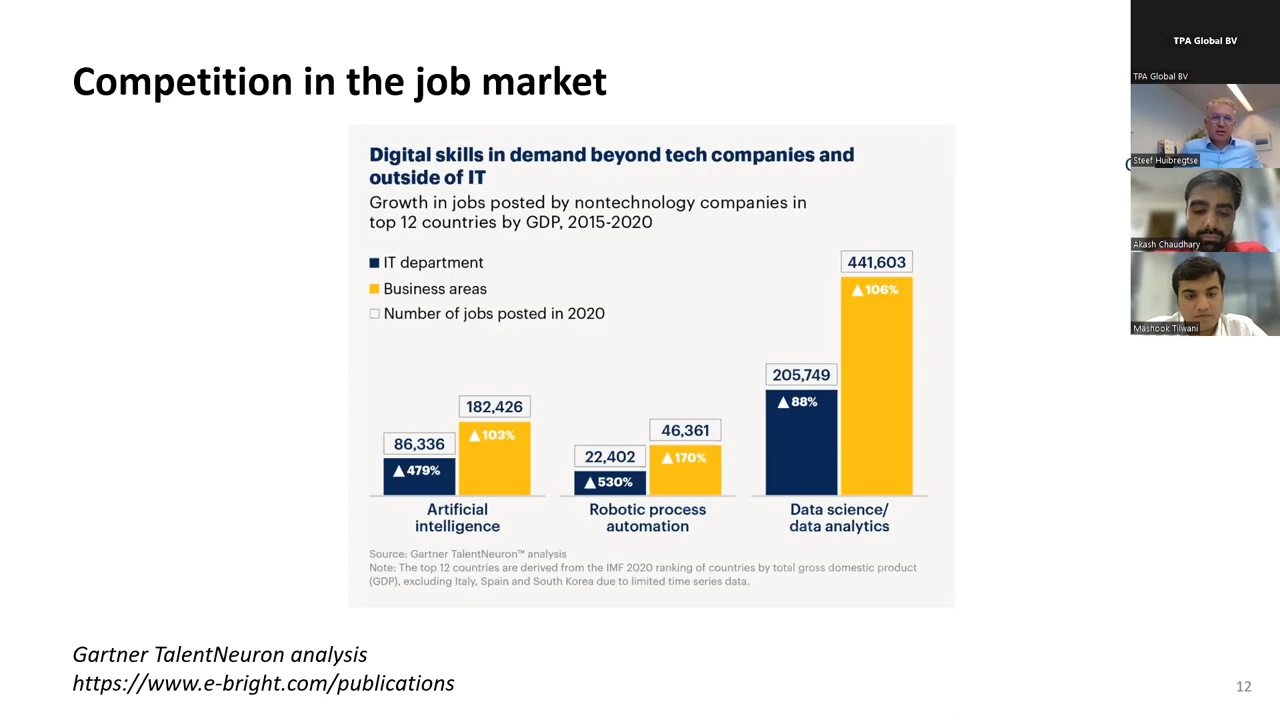 Competition in the job market
Digital skills in demand beyond tech companies and
outside of IT
Growth in jobs posted by nontechnology companies in
top 12 countries by GDP, 2015-2020
IT department
Business areas
Number of jobs posted in 2020
86,336
▲479%
182,426
▲103%
22,402
▲530%
46,361
▲170%
205,749
▲88%
441,603
▲106%
Artificial
intelligence
Robotic process
automation
Data science/
data analytics
Source: Gartner TalentNeuron™ analysis
Note: The top 12 countries are derived from the IMF 2020 ranking of countries by total gross domestic product
(GDP), excluding Italy, Spain and South Korea due to limited time series data.
Gartner TalentNeuron analysis
https://www.e-bright.com/publications
12
TPA Global BV
TPA Global BV
Steef Huibregtse
Akash Chaudhary
Mashook Tilwani